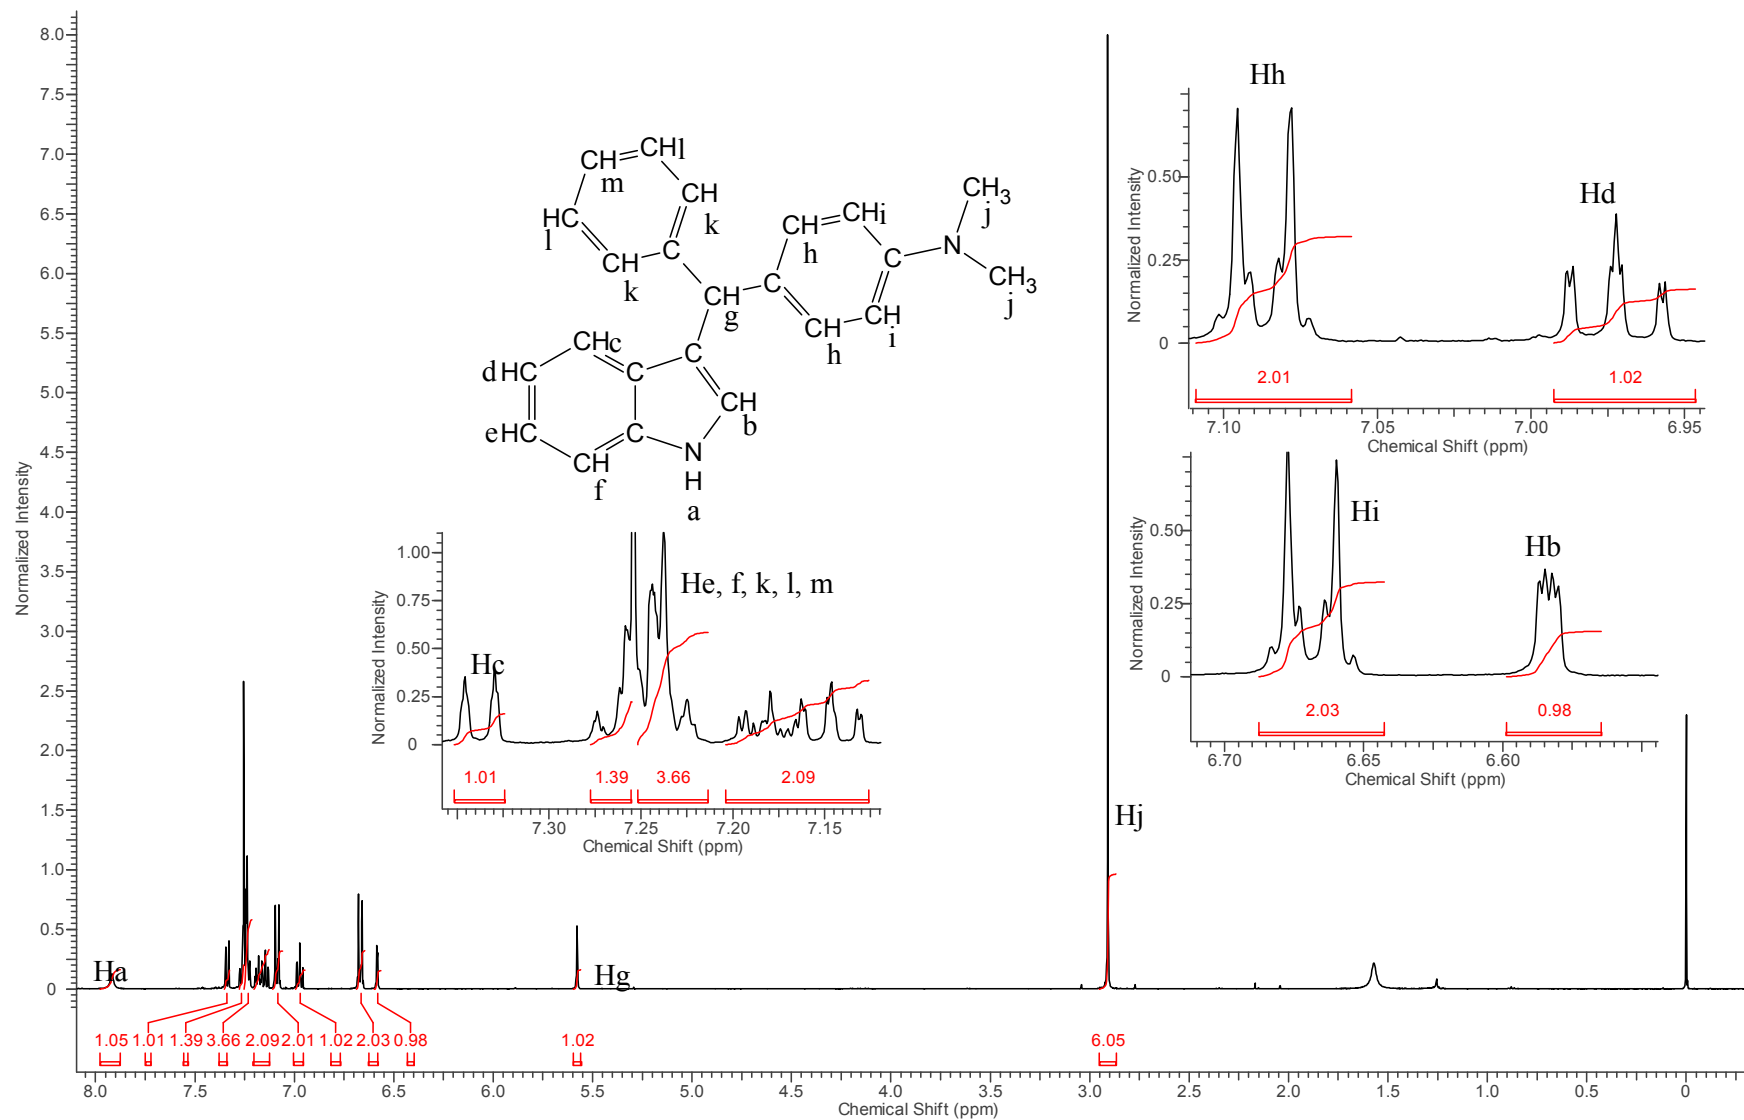 8.0
7.5
7.0
6.5
6.0
5.5
5.0
4.5
4.0
3.5
3.0
2.5
2.0
1.5
1.0
0.5
0
Normalized Intensity
CH l
CH m
CH k
HC l
CH k
C
CH g
C
CH h
CH i
C
N
CH3 j
CH3 j
CH h
CH i
CH c
C
C
CH b
d HC
e HC
C
N
H
a
CH
f
Hh
Hd
0.50
0.25
0
Normalized Intensity
2.01
1.02
7.10 7.05 7.00 6.95
Chemical Shift (ppm)
Hi
Hb
0.50
0.25
0
Normalized Intensity
2.03
0.98
6.70 6.65 6.60
Chemical Shift (ppm)
He, f, k, l, m
Hc
1.00
0.75
0.50
0.25
0
Normalized Intensity
1.01 1.39 3.66 2.09
7.30 7.25 7.20 7.15
Chemical Shift (ppm)
Hj
Ha
Hg
1.05 1.01 1.39 3.66 2.09 2.01 1.02 2.03 0.98 1.02 6.05
8.0 7.5 7.0 6.5 6.0 5.5 5.0 4.5 4.0 3.5 3.0 2.5 2.0 1.5 1.0 0.5 0
Chemical Shift (ppm)